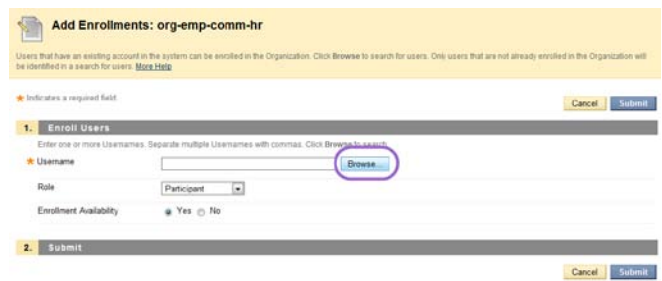 Add Enrollments: org-emp-comm-hr
Users that have an existing account in the system can be enrolled in the Organization. Click Browse to search for users. Only users that are not already enrolled in the Organization will
be identified in a search for users. More Help
Indicates a required field.
Cancel Submit
1. Enroll Users
Enter one or more Usernames. Separate multiple Usernames with commas. Click Browse to search.
Username Browse...
Role Participant
Enrollment Availability Yes No
2. Submit
Cancel Submit